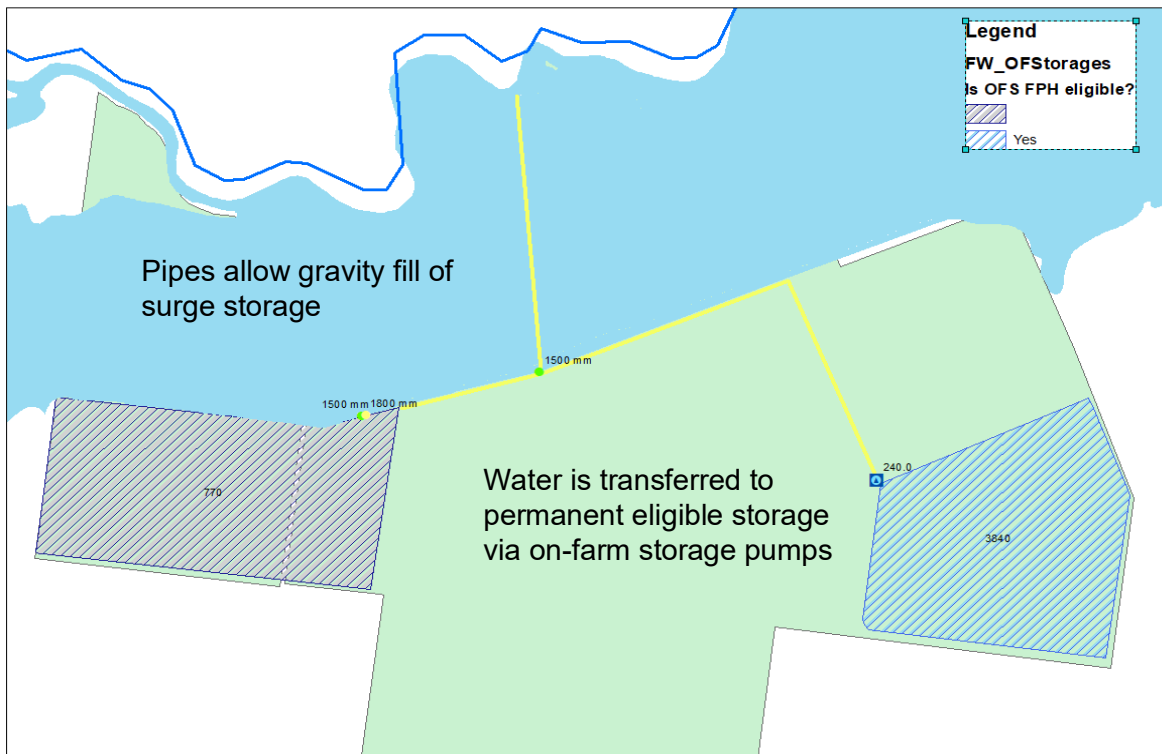 Legend
FW_OFStorages
Is OFS FPH eligible?
Yes
Pipes allow gravity fill of
surge storage
1500 mm
1500 mm 1800 mm
Water is transferred to
permanent eligible storage
via on-farm storage pumps
240.0
770
3840